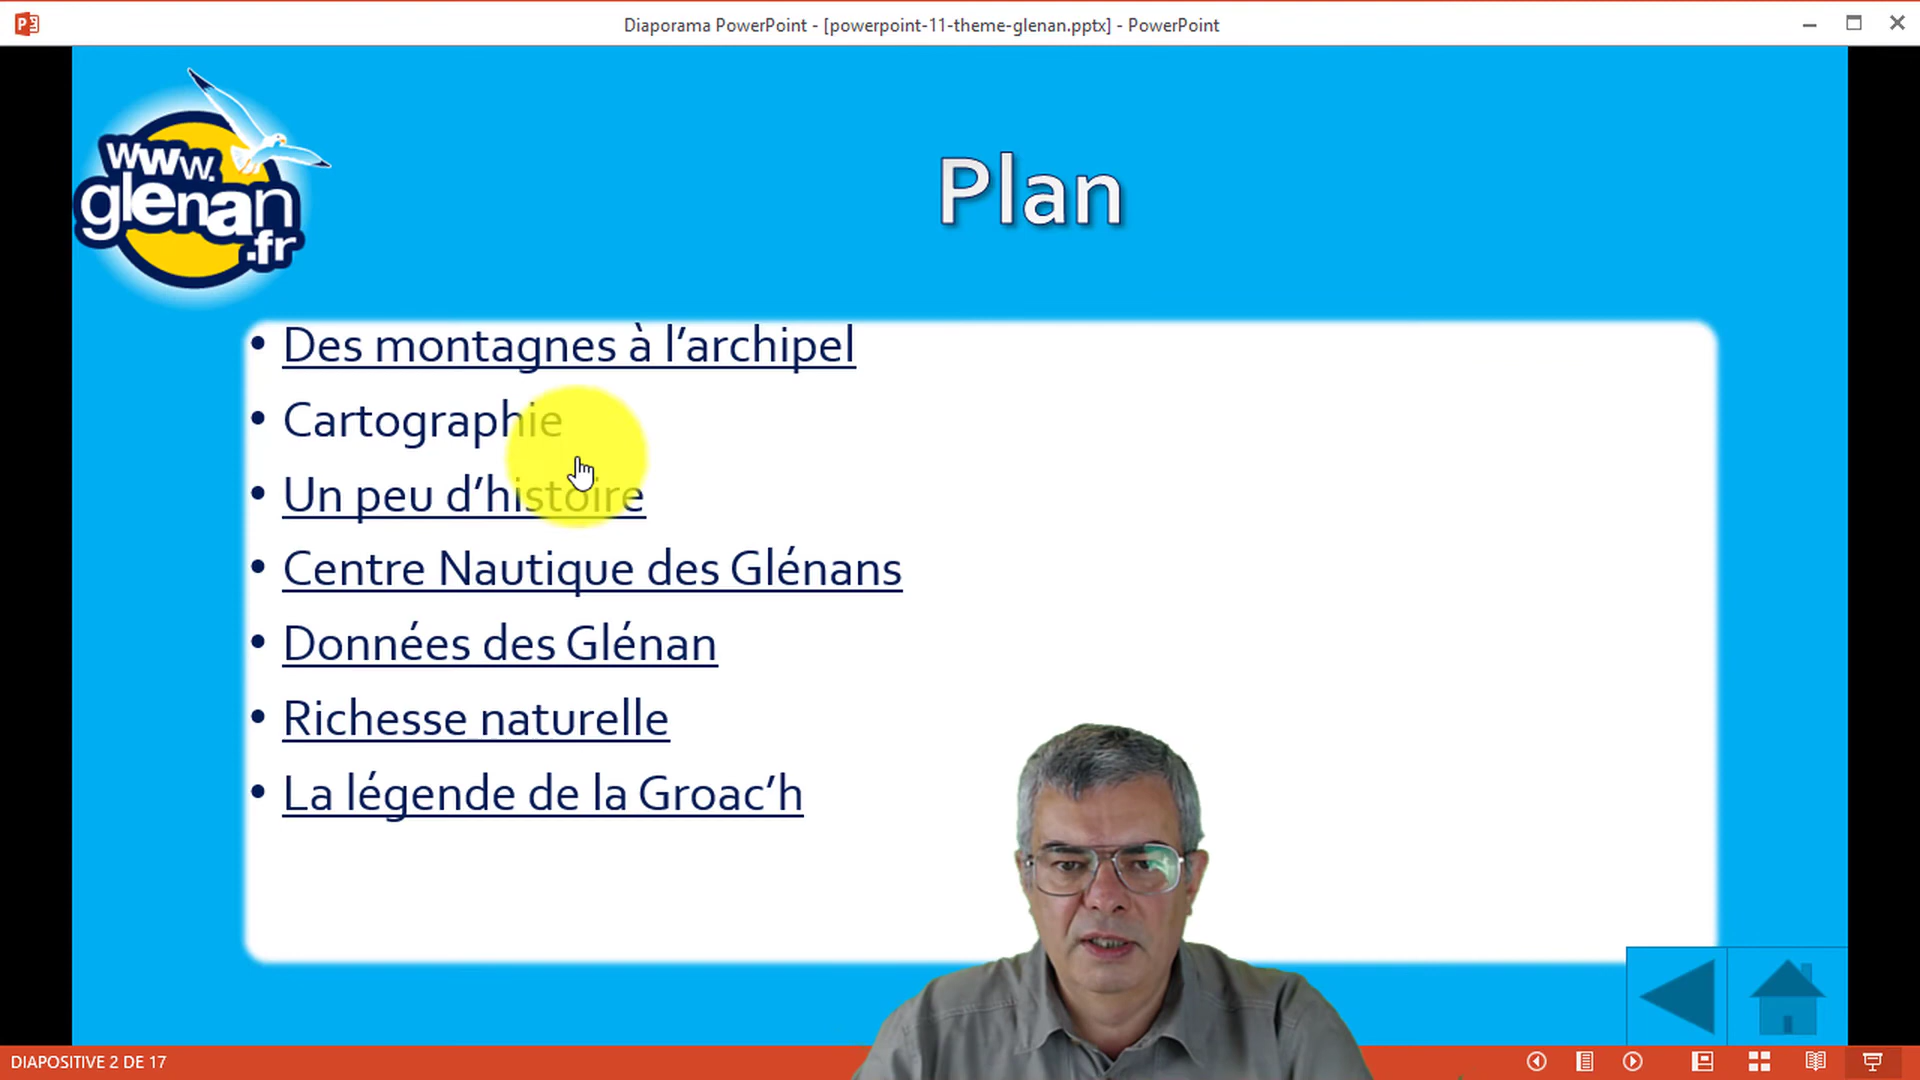 Diaporama PowerPoint - [powerpoint-11-theme-glenan.pptx] - PowerPoint
www.
glenan
.fr
Plan
• Des montagnes à l’archipel
• Cartographie
• Un peu d’histoire
• Centre Nautique des Glénans
• Données des Glénan
• Richesse naturelle
• La légende de la Groac’h
DIAPOSITIVE 2 DE 17